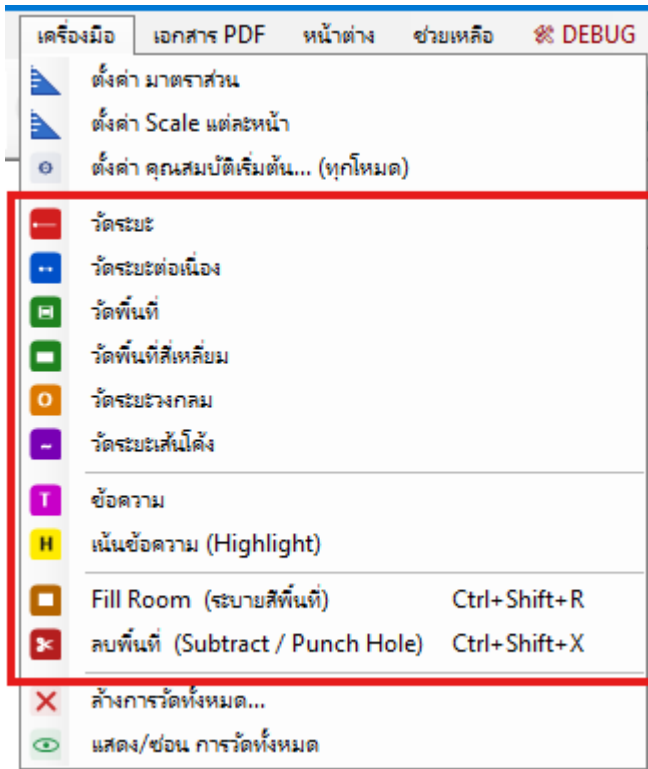 เครื่องมือ เอกสาร PDF หน้าต่าง ช่วยเหลือ 🛠 DEBUG
ตั้งค่า มาตราส่วน
ตั้งค่า Scale แต่ละหน้า
ตั้งค่า คุณสมบัติเริ่มต้น... (ทุกโหมด)
วัดระยะ
วัดระยะต่อเนื่อง
วัดพื้นที่
วัดพื้นที่สี่เหลี่ยม
O วัดระยะวงกลม
~ วัดระยะเส้นโค้ง
T ข้อความ
H เน้นข้อความ (Highlight)
Fill Room (ระบายสีพื้นที่) Ctrl+Shift+R
ลบพื้นที่ (Subtract / Punch Hole) Ctrl+Shift+X
ล้างการวัดทั้งหมด...
แสดง/ซ่อน การวัดทั้งหมด